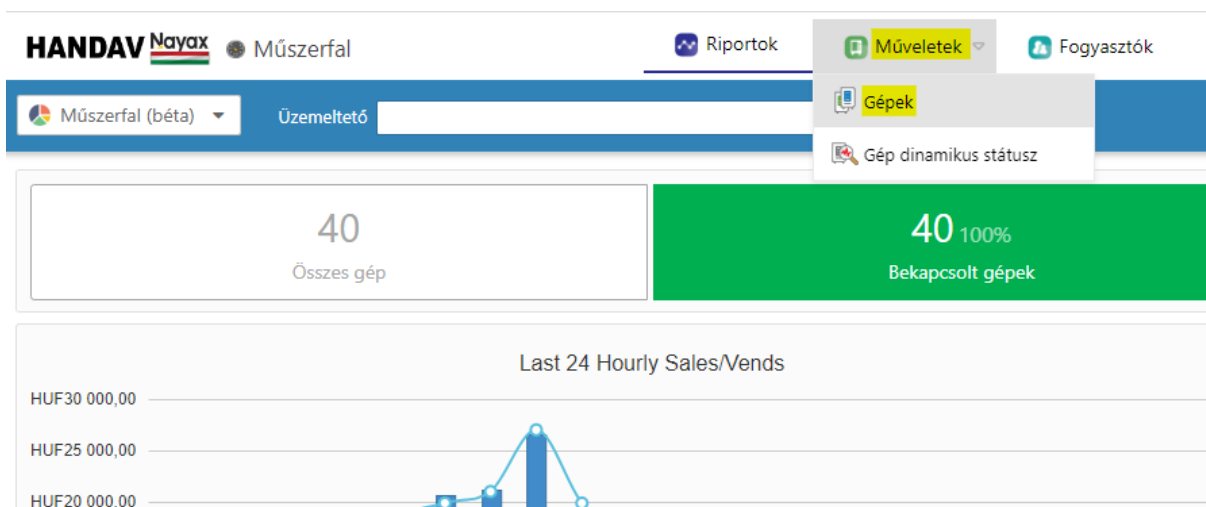 HANDAV Nayax Műszerfal Riportok Műveletek Fogyasztók
Műszerfal (béta) Üzemeltető Gépek
Gép dinamikus státusz
40 40 100%
Összes gép Bekapcsolt gépek
Last 24 Hourly Sales/Vends
HUF30 000,00
HUF25 000,00
HUF20 000,00